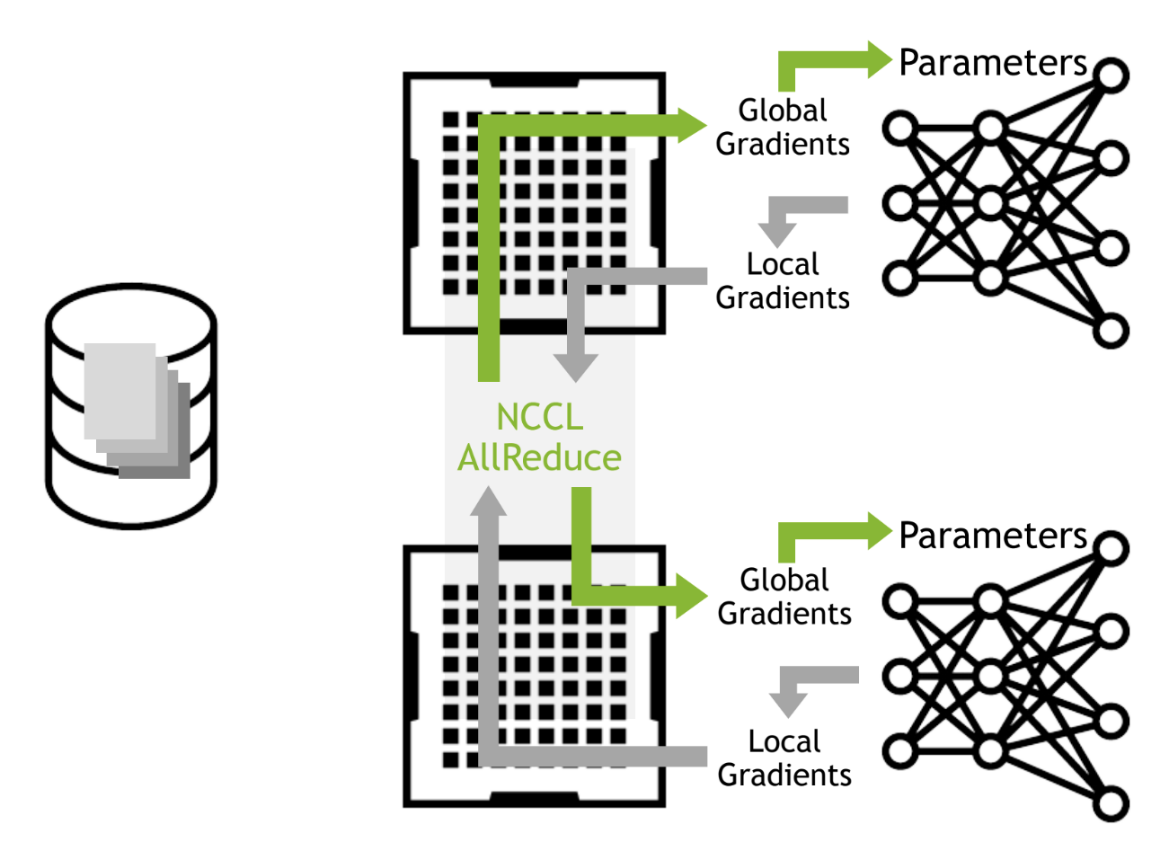 Parameters
Global
Gradients
Local
Gradients
NCCL
AllReduce
Parameters
Global
Gradients
Local
Gradients